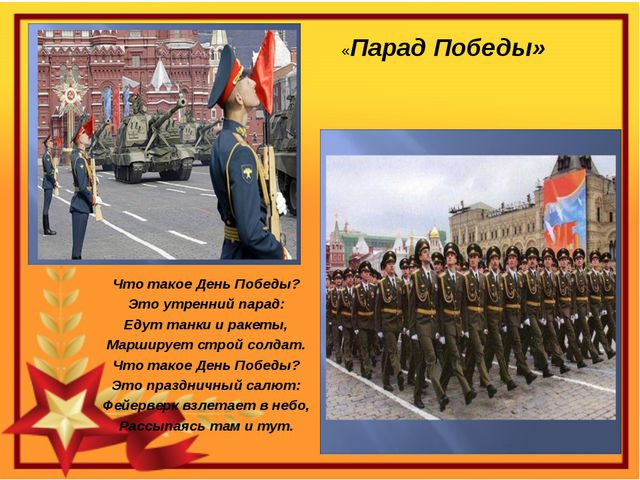 «Парад Победы»
Что такое День Победы?
Это утренний парад:
Едут танки и ракеты,
Марширует строй солдат.
Что такое День Победы?
Это праздничный салют:
Фейерверк взлетает в небо,
Рассыпаясь там и тут.